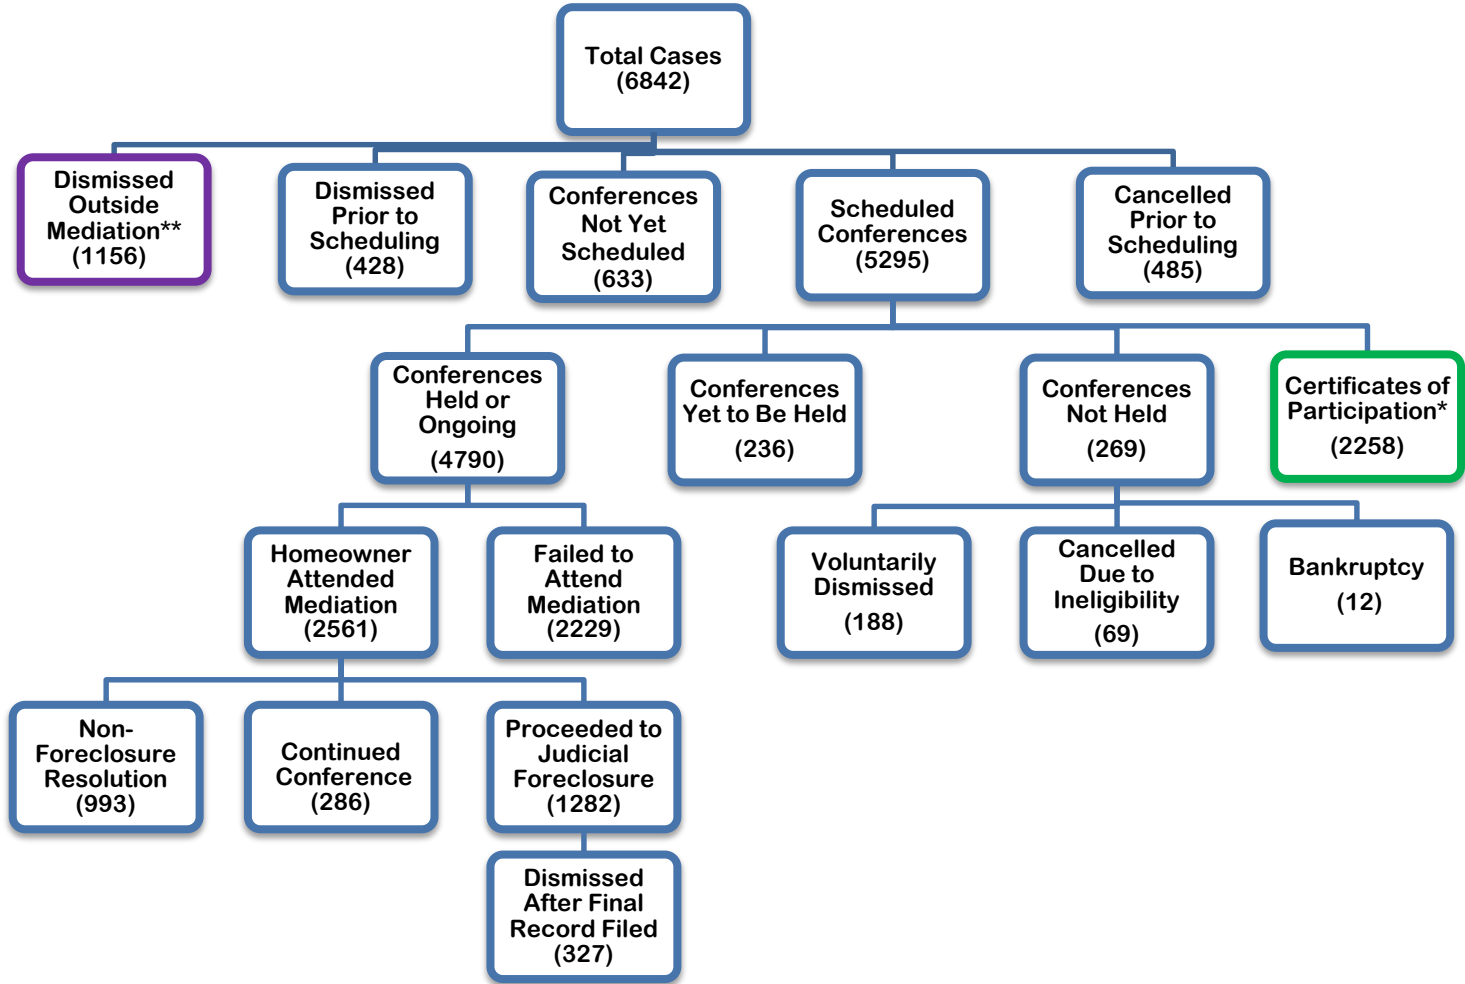 Total Cases
(6842)
Dismissed
Outside
Mediation**
(1156)
Dismissed
Prior to
Scheduling
(428)
Conferences
Not Yet
Scheduled
(633)
Scheduled
Conferences
(5295)
Cancelled
Prior to
Scheduling
(485)
Conferences
Held or
Ongoing
(4790)
Conferences
Yet to Be Held
(236)
Conferences
Not Held
(269)
Certificates of
Participation*
(2258)
Homeowner
Attended
Mediation
(2561)
Failed to
Attend
Mediation
(2229)
Voluntarily
Dismissed
(188)
Cancelled
Due to
Ineligibility
(69)
Bankruptcy
(12)
Non-
Foreclosure
Resolution
(993)
Continued
Conference
(286)
Proceeded to
Judicial
Foreclosure
(1282)
Dismissed
After Final
Record Filed
(327)